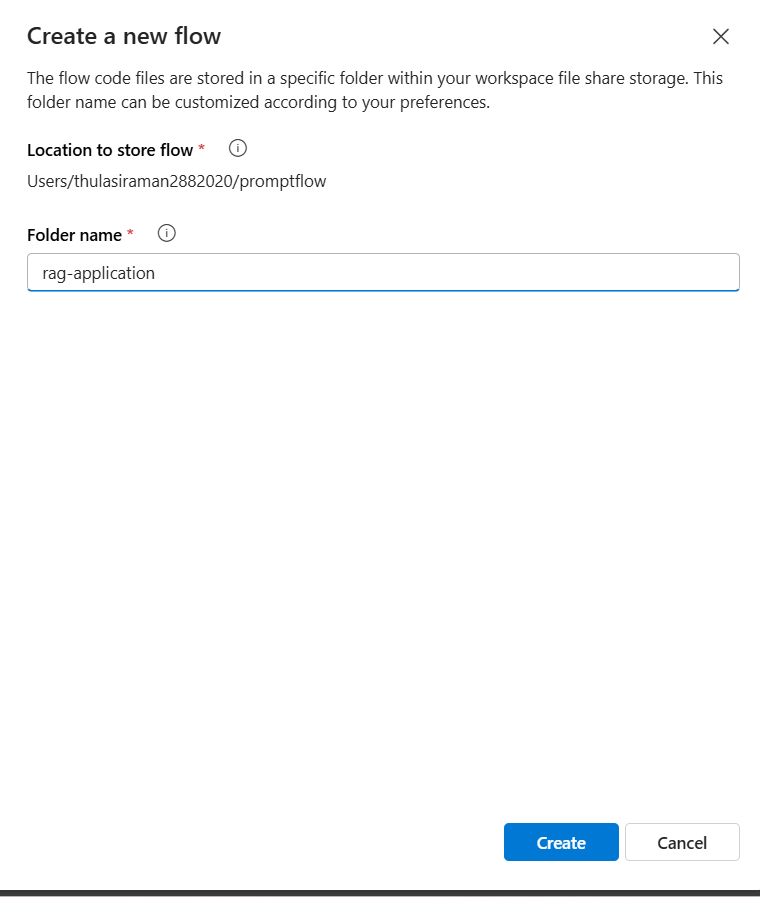 Create a new flow
The flow code files are stored in a specific folder within your workspace file share storage. This
folder name can be customized according to your preferences.
Location to store flow *
Users/thulasiraman2882020/promptflow
Folder name *
rag-application
Create
Cancel